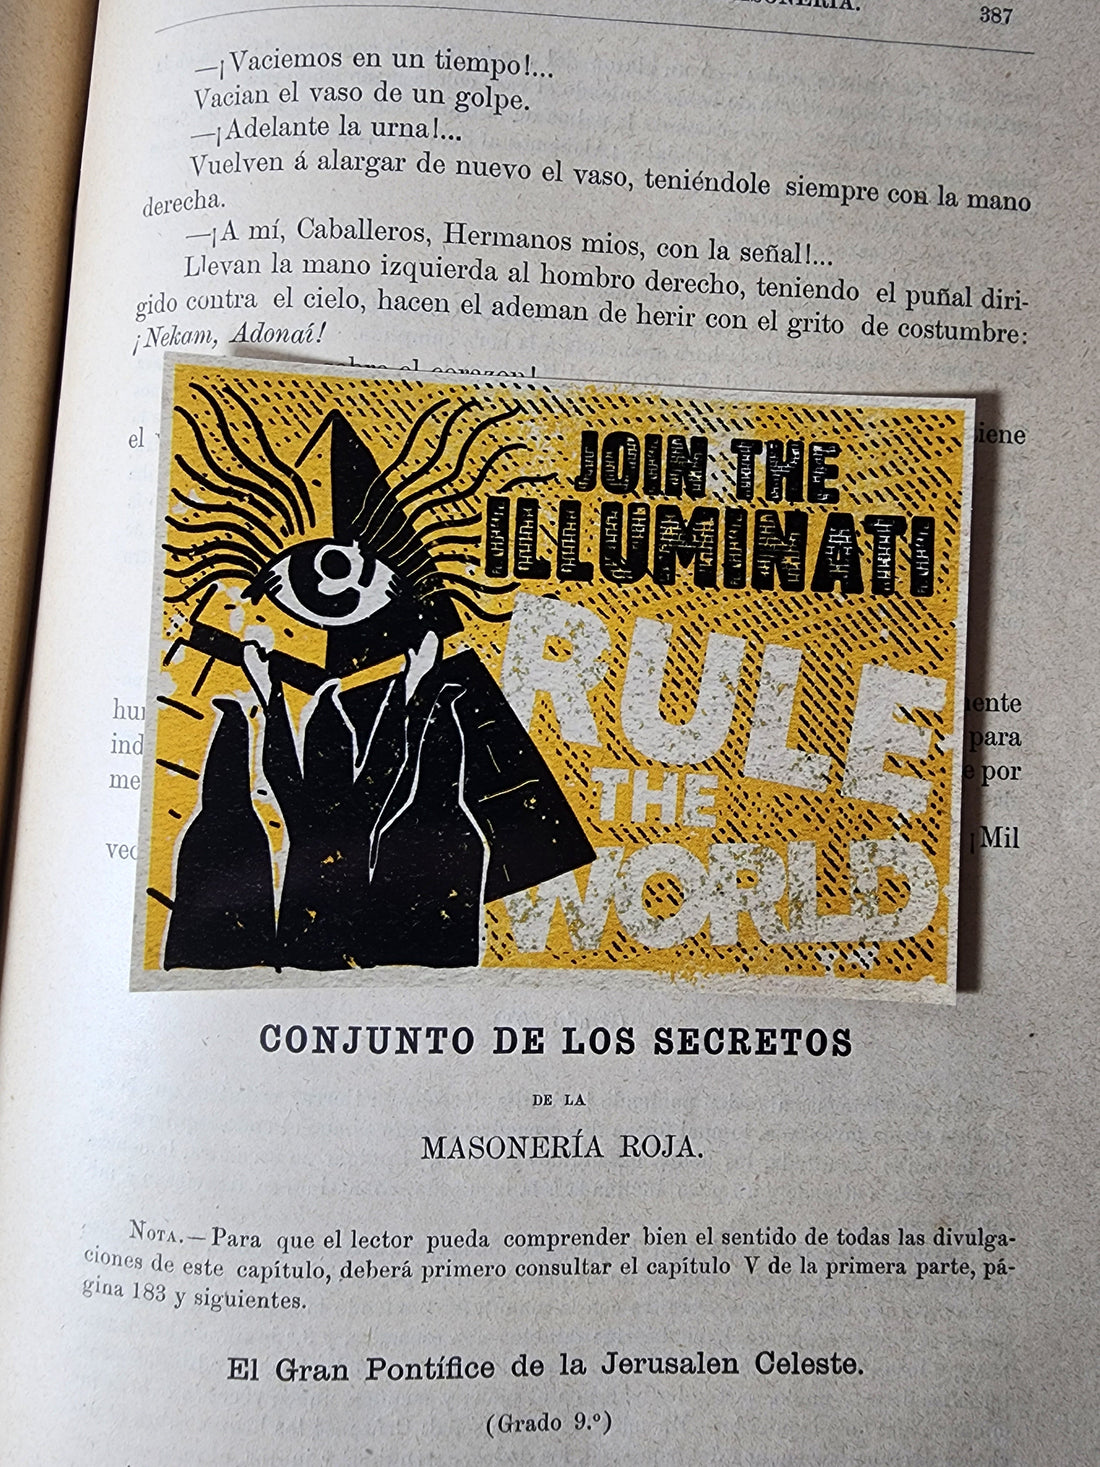 387
—¡Vaciemos en un tiempo!...
Vacian el vaso de un golpe.
—¡Adelante la urna!...
Vuelven á alargar de nuevo el vaso, teniéndole siempre con la mano
derecha.
—¡A mí, Caballeros, Hermanos mios, con la señal!...
Llevan la mano izquierda al hombro derecho, teniendo el puñal diri-
gido contra el cielo, hacen el ademan de herir con el grito de costumbre:
¡Nekam, Adonaí!
el corazon!
el
JOIN THE
ILLUMINATI
RULE
THE
WORLD
para
por
¡Mil
CONJUNTO DE LOS SECRETOS
DE LA
MASONERÍA ROJA.
NOTA.—Para que el lector pueda comprender bien el sentido de todas las divulga-
ciones de este capítulo, deberá primero consultar el capítulo V de la primera parte, pá-
gina 183 y siguientes.
El Gran Pontífice de la Jerusalen Celeste.
(Grado 9.º)